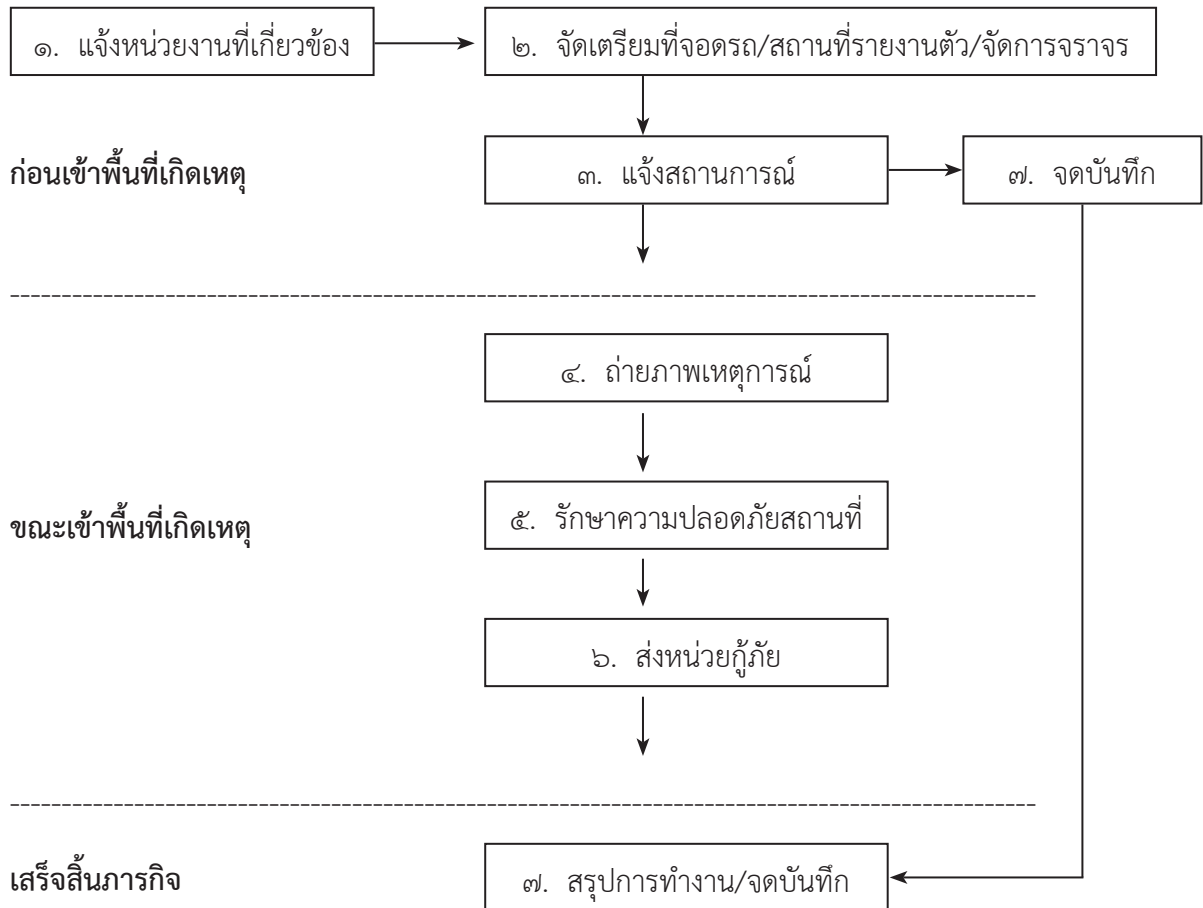 ๑. แจ้งหน่วยงานที่เกี่ยวข้อง
๒. จัดเตรียมที่จอดรถ/สถานที่รายงานตัว/จัดการจราจร
ก่อนเข้าพื้นที่เกิดเหตุ
๓. แจ้งสถานการณ์
๗. จดบันทึก
๔. ถ่ายภาพเหตุการณ์
ขณะเข้าพื้นที่เกิดเหตุ
๕. รักษาความปลอดภัยสถานที่
๖. ส่งหน่วยกู้ภัย
เสร็จสิ้นภารกิจ
๗. สรุปการทำงาน/จดบันทึก